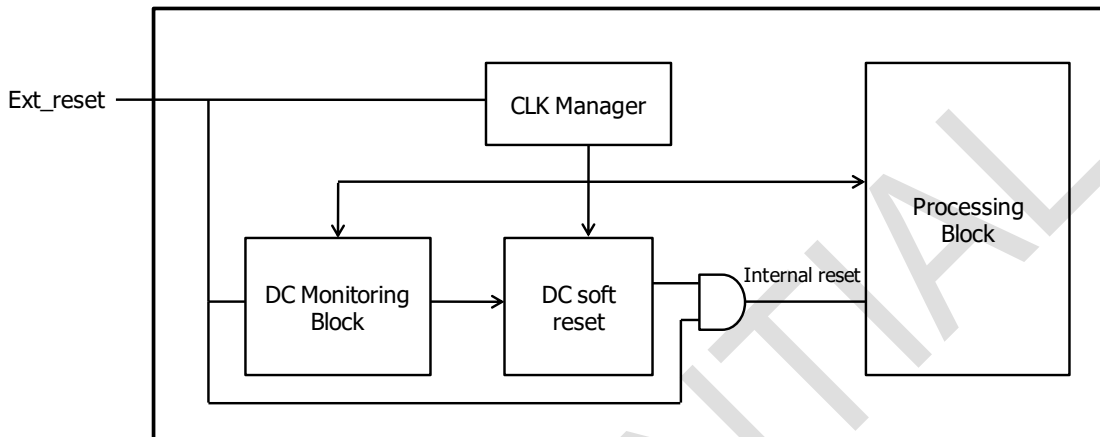 Ext_reset
CLK Manager
Processing
Block
DC Monitoring
Block
DC soft
reset
Internal reset